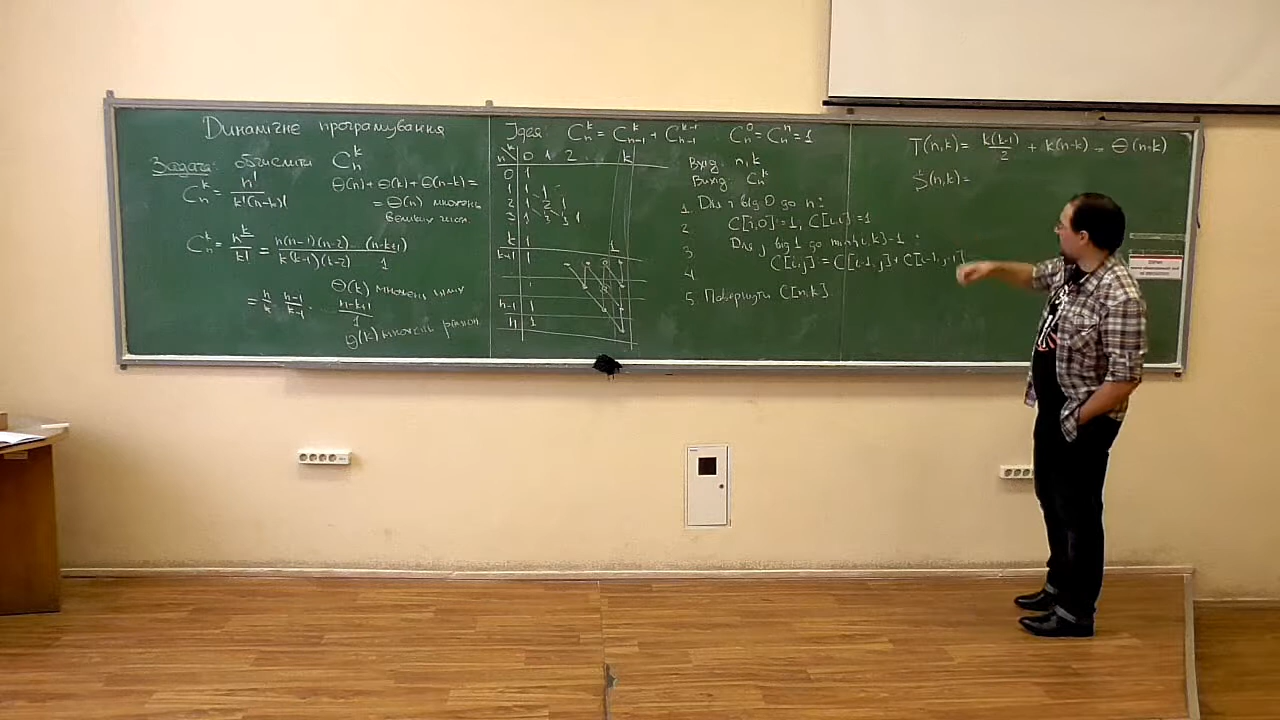 Динамічне програмування
Задача: обчислити C_n^k
C_n^k = n!/(k!(n-k)!)
Θ(n)+Θ(k)+Θ(n-k)=
= Θ(n) множень
великих чисел.
C_n^k = n^k/k! = n(n-1)(n-2)...(n-k+1)/k(k-1)(k-2) 1
= n/k · n-1/k-1 · n-k+1/1
Θ(k) множень
Θ(k) множень
Ідея: C_n^k = C_{n-1}^k + C_{n-1}^{k-1} C_n^0 = C_n^n = 1
n\k 0 1 2 ... k
0 1
1 1 1
2 1 2 1
3 1 3 3 1
k 1 1
k+1 1
n-1 1
n 1
Вхід: n, k
Вихід: C_n^k
1. Для i від 0 до n:
2. C[i,0]=1, C[i,i]=1
3 Для j від 1 до min{i,k}-1:
4 C[i,j] = C[i-1,j] + C[i-1,j-1]
5. Повернути C[n,k]
T(n,k) = k(k-1)/2 + k(n-k) = Θ(n,k)
S(n,k) =